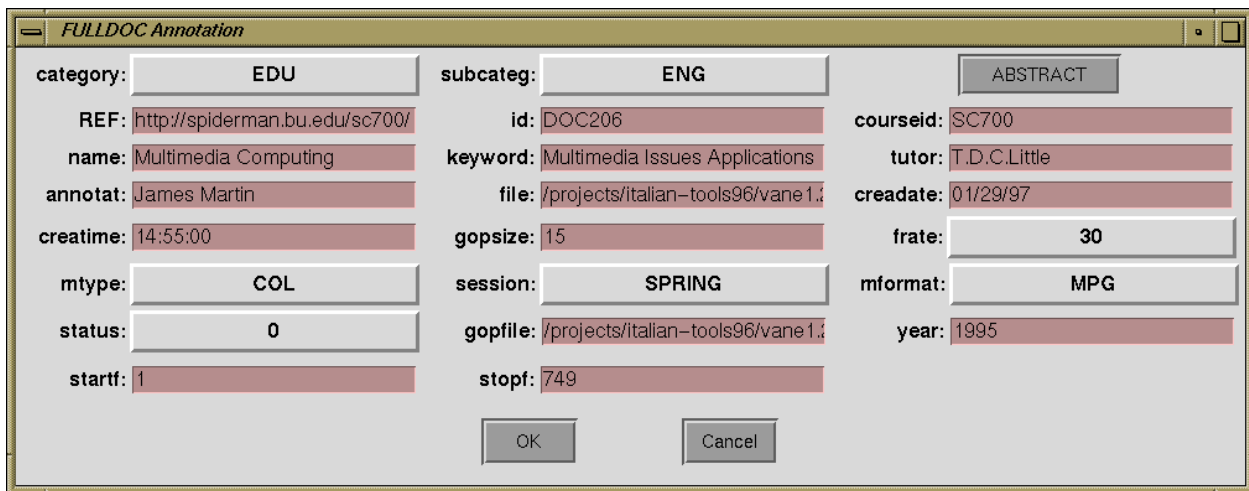 FULLDOC Annotation
category: EDU subcateg: ENG ABSTRACT
REF: http://spiderman.bu.edu/sc700/ id: DOC206 courseid: SC700
name: Multimedia Computing keyword: Multimedia Issues Applications tutor: T.D.C.Little
annotat: James Martin file: /projects/italian-tools96/vane1.2 creadate: 01/29/97
creatime: 14:55:00 gopsize: 15 frate: 30
mtype: COL session: SPRING mformat: MPG
status: 0 gopfile: /projects/italian-tools96/vane1.2 year: 1995
startf: 1 stopf: 749
OK Cancel